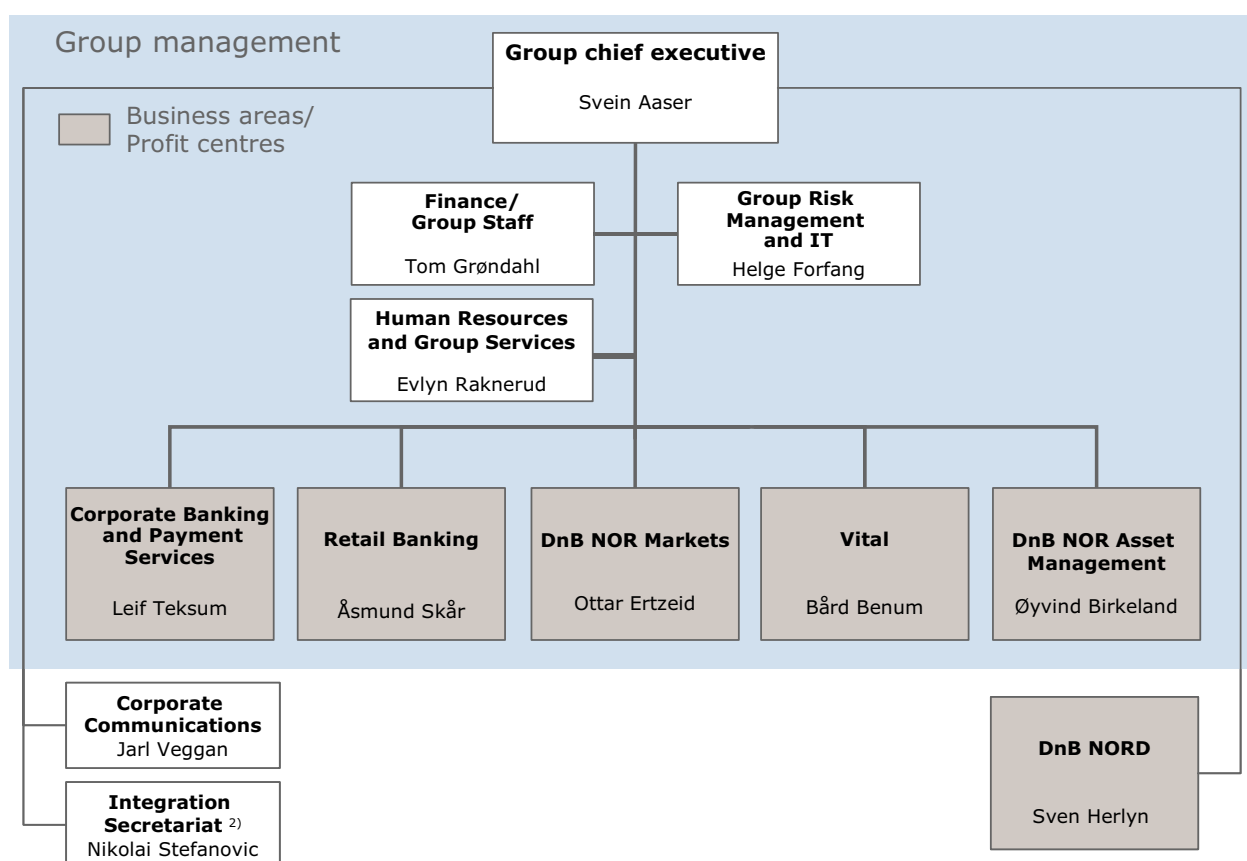 Group management
Group chief executive
Svein Aaser
Business areas/
Profit centres
Finance/
Group Staff
Tom Grøndahl
Group Risk
Management
and IT
Helge Forfang
Human Resources
and Group Services
Evlyn Raknerud
Corporate Banking
and Payment
Services
Leif Teksum
Retail Banking
Åsmund Skår
DnB NOR Markets
Ottar Ertzeid
Vital
Bård Benum
DnB NOR Asset
Management
Øyvind Birkeland
Corporate
Communications
Jarl Veggan
Integration
Secretariat 2)
Nikolai Stefanovic
DnB NORD
Sven Herlyn